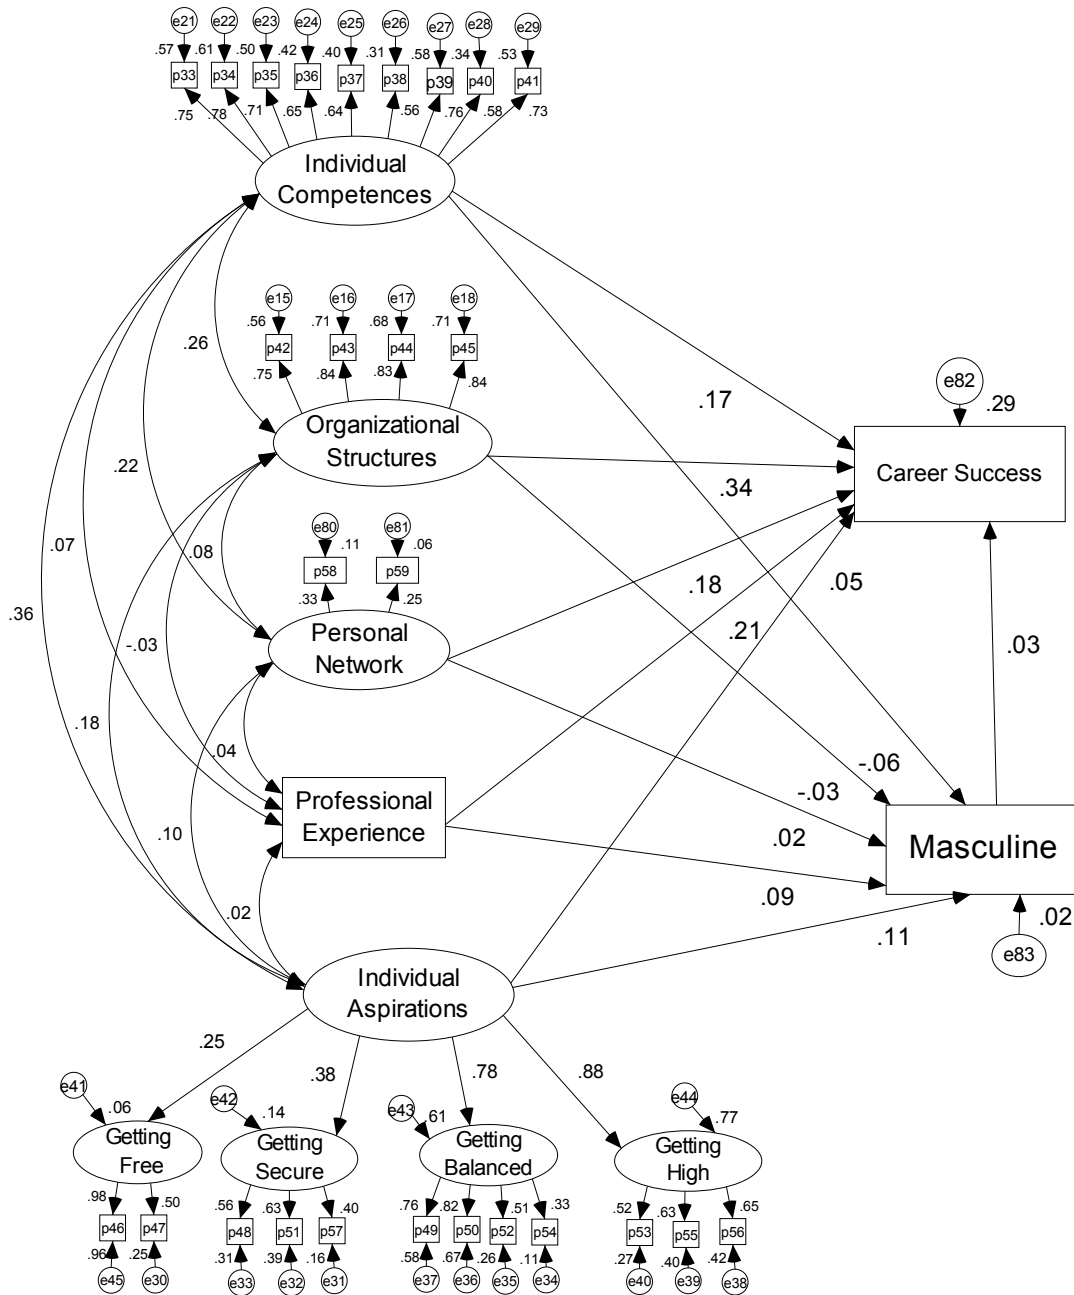 e21 e22 e23 e24 e25 e26 e27 e28 e29
.57 .61 .50 .42 .40 .31 .58 .34 .53
p33 p34 p35 p36 p37 p38 p39 p40 p41
.75 .78 .71 .65 .64 .56 .76 .58 .73
Individual
Competences
e15 e16 e17 e18
.56 .71 .68 .71
p42 p43 p44 p45
.75 .84 .83 .84
.26
Organizational
Structures
.17
e82
.29
Career Success
.34
.22
e80 e81
.11 .06
p58 p59
.33 .25
.07
.08
.18
.05
.36
Personal
Network
.21
-.03
.03
.18
.04
-.06
Professional
Experience
-.03
.10
.02
Masculine
.02
.09
.11
.02
e83
Individual
Aspirations
.25
.38
.78
.88
e41 e42 e43 e44
.06 .14 .61 .77
Getting
Free
Getting
Secure
Getting
Balanced
Getting
High
.98 .50 .56 .63 .40 .76 .82 .51 .33 .52 .63 .65
p46 p47 p48 p51 p57 p49 p50 p52 p54 p53 p55 p56
.96 .25 .31 .39 .16 .58 .67 .26 .11 .27 .40 .42
e45 e30 e33 e32 e31 e37 e36 e35 e34 e40 e39 e38